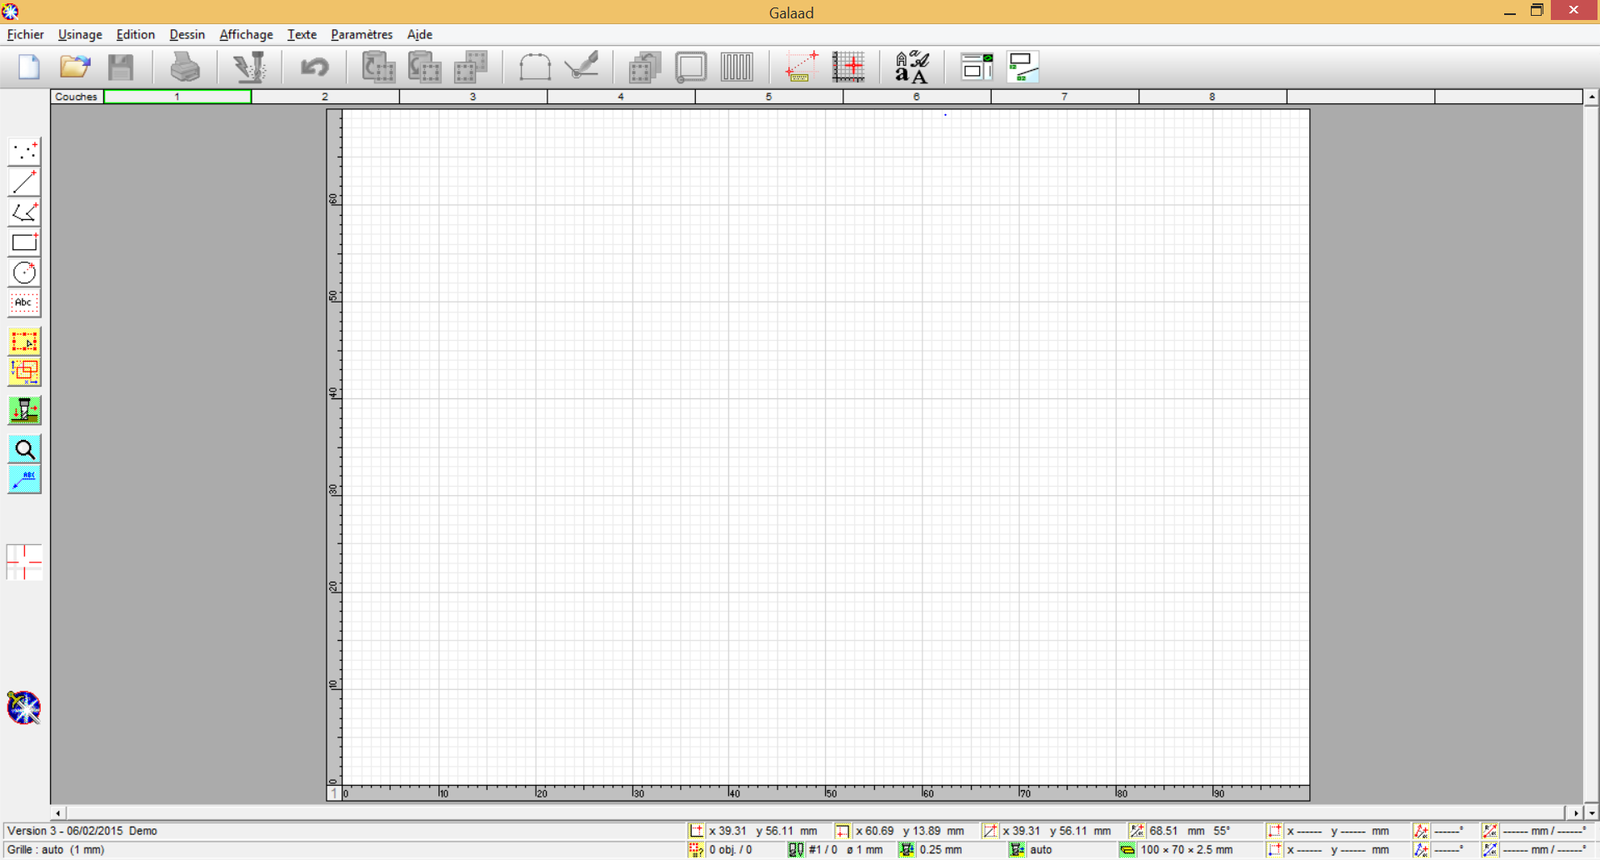 Galaad
Fichier Usinage Edition Dessin Affichage Texte Paramètres Aide
Couches 1 2 3 4 5 6 7 8
Abc
ABC
60
50
40
30
20
10
0
1 0 10 20 30 40 50 60 70 80 90
Version 3 - 06/02/2015 Demo x 39.31 y 56.11 mm x 60.69 y 13.89 mm x 39.31 y 56.11 mm 68.51 mm 55° x ------ y ------ mm ------° ------ mm / ------°
Grille : auto (1 mm) 0 obj. / 0 #1 / 0 ø 1 mm 0.25 mm auto 100 × 70 × 2.5 mm x ------ y ------ mm ------° ------ mm / ------°